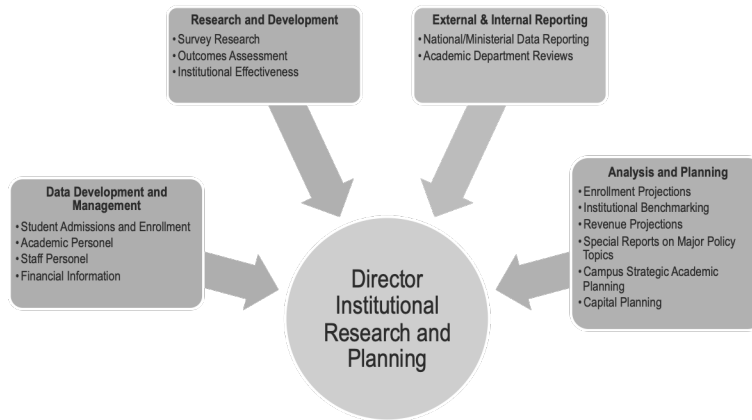 Research and Development
• Survey Research
• Outcomes Assessment
• Institutional Effectiveness
External & Internal Reporting
• National/Ministerial Data Reporting
• Academic Department Reviews
Data Development and
Management
• Student Admissions and Enrollment
• Academic Personel
• Staff Personel
• Financial Information
Analysis and Planning
• Enrollment Projections
• Institutional Benchmarking
• Revenue Projections
• Special Reports on Major Policy
Topics
• Campus Strategic Academic
Planning
• Capital Planning
Director
Institutional
Research and
Planning